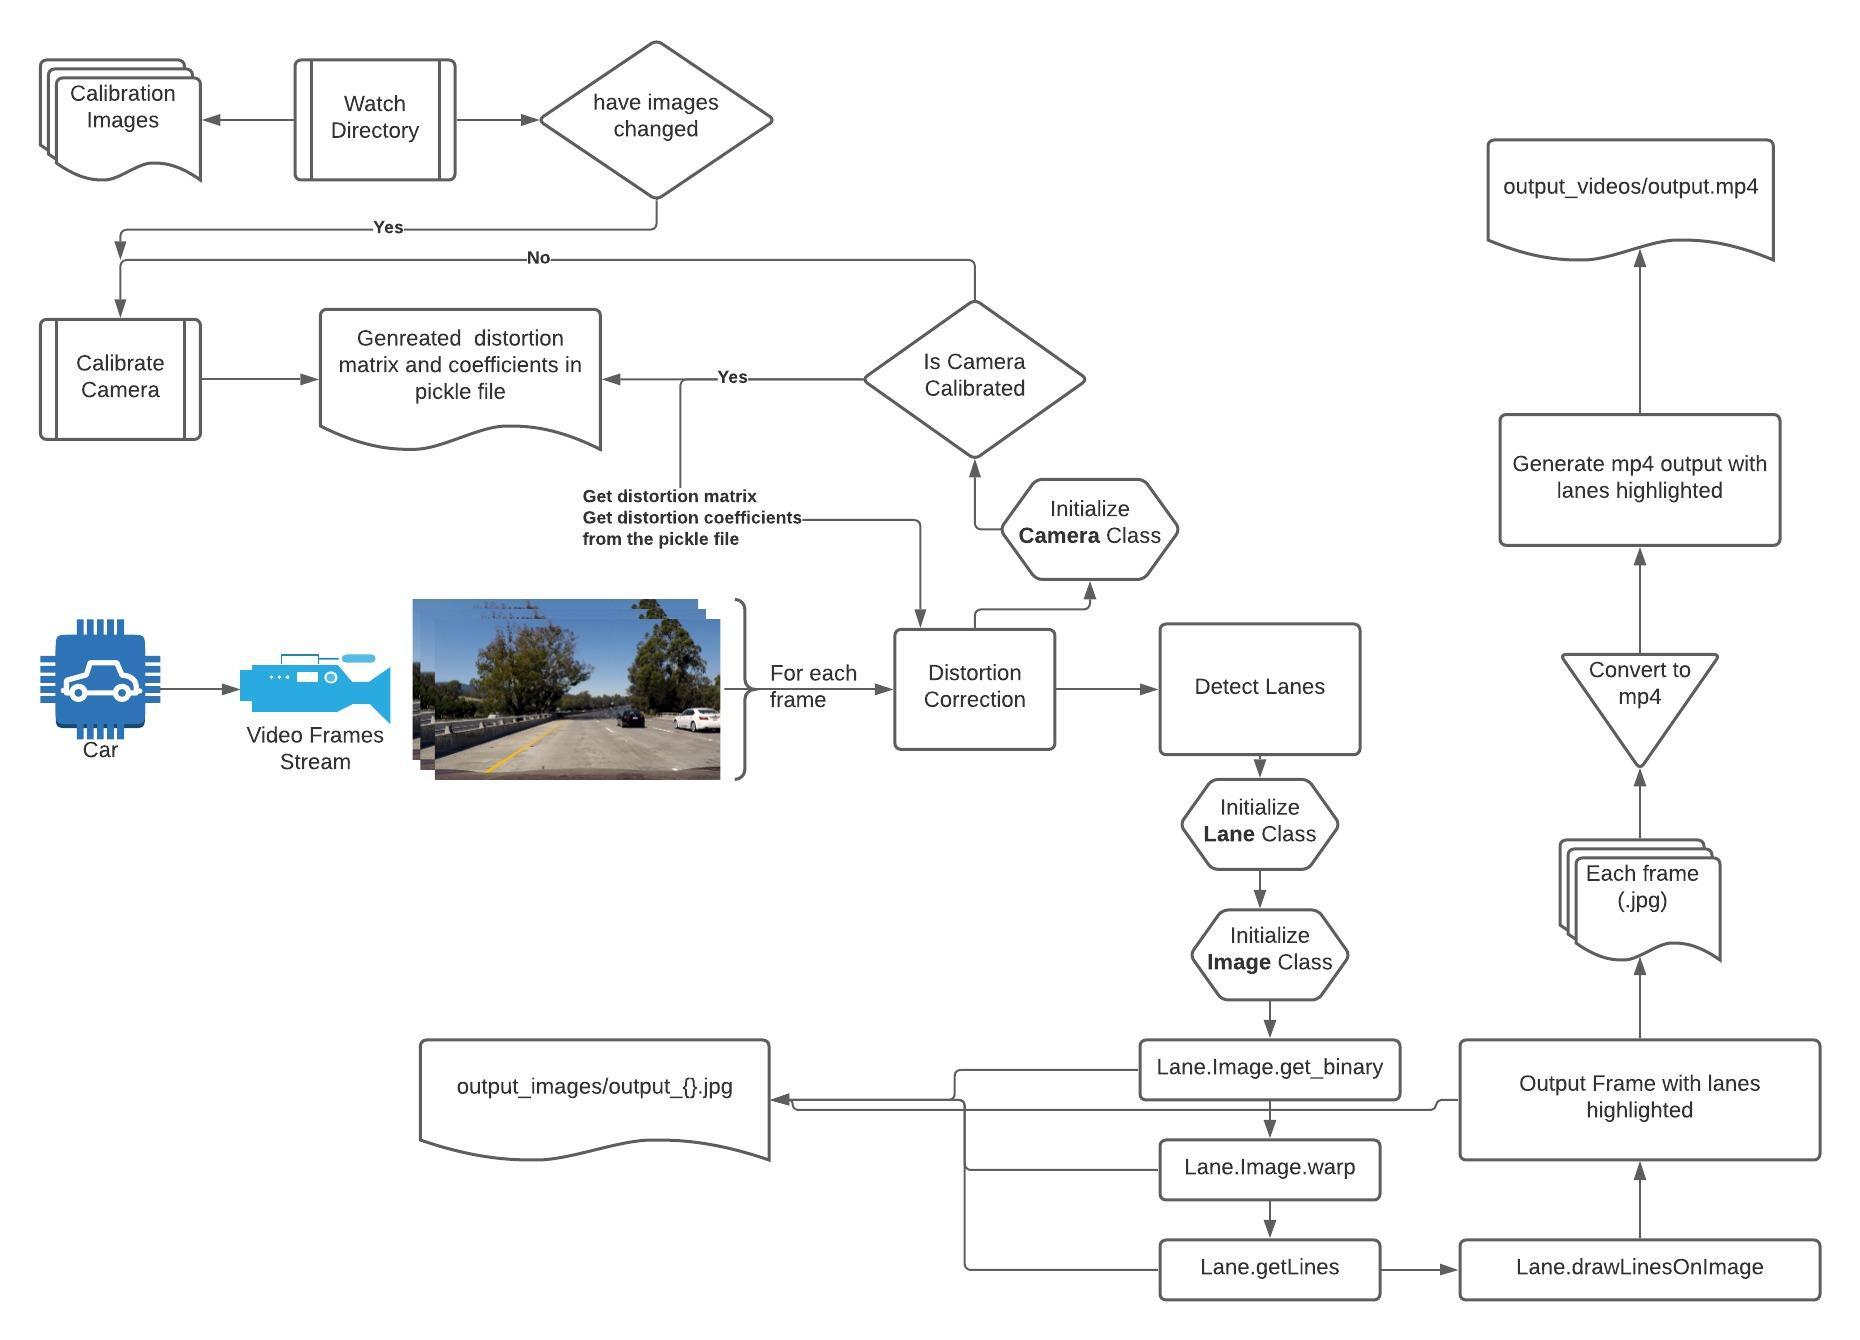 Calibration
Images
Watch
Directory
have images
changed
output_videos/output.mp4
Yes
No
Calibrate
Camera
Genreated  distortion
matrix and coefficients in
pickle file
Yes
Is Camera
Calibrated
Generate mp4 output with
lanes highlighted
Get distortion matrix
Get distortion coefficients
from the pickle file
Initialize
Camera Class
Car
Video Frames
Stream
For each
frame
Distortion
Correction
Detect Lanes
Convert to
mp4
Initialize
Lane Class
Each frame
(.jpg)
Initialize
Image Class
output_images/output_{}.jpg
Lane.Image.get_binary
Output Frame with lanes
highlighted
Lane.Image.warp
Lane.getLines
Lane.drawLinesOnImage